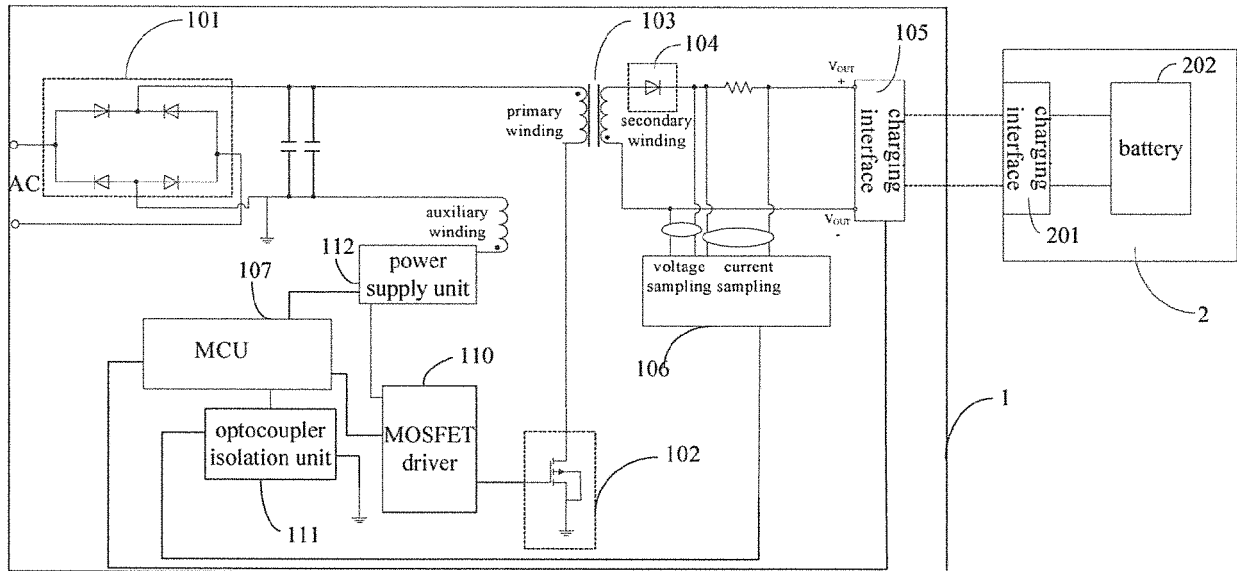 101
103
104
105
202
primary
winding
secondary
winding
VOUT
+
charging
interface
charging
interface
battery
AC
auxiliary
winding
VOUT
-
201
112
107
power
supply unit
voltage
sampling
current
sampling
2
MCU
110
106
1
optocoupler
isolation unit
MOSFET
driver
102
111